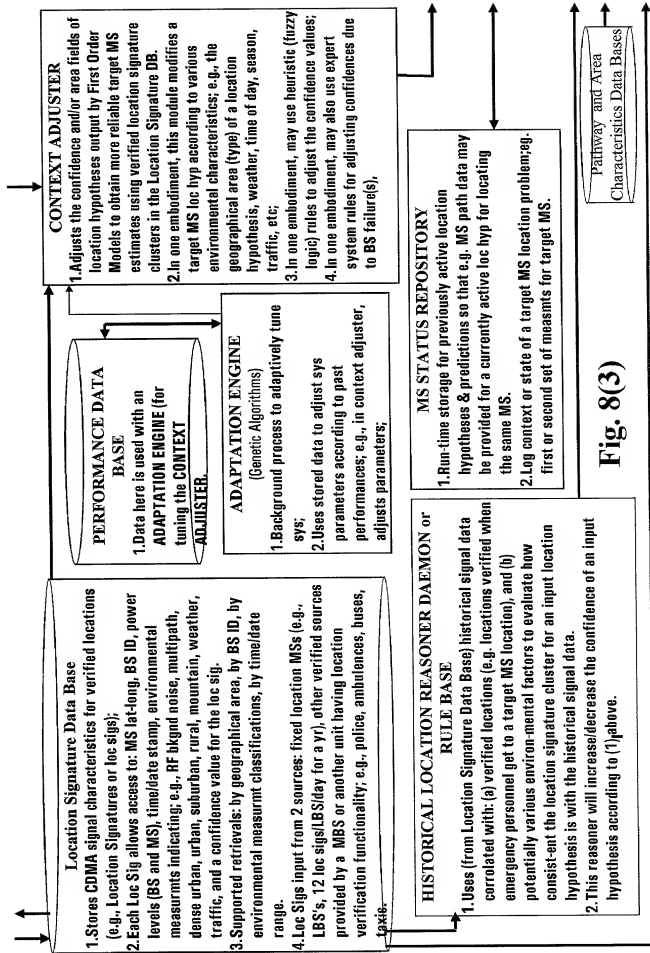 Location Signature Data Base
1.Stores CDMA signal characteristics for verified locations
(e.g., Location Signatures or loc sigs);
2.Each Loc Sig allows access to: MS lat-long, BS ID, power
levels (BS and MS), time/date stamp, environmental
measurmts indicating; e.g., RF bkgnd noise, multipath,
dense urban, urban, suburban, rural, mountain, weather,
traffic, and a confidence value for the loc sig.
3.Supported retrievals: by geographical area, by BS ID, by
environmental measurmt classifications, by time/date
range.
4.Loc Sigs input from 2 sources: fixed location MSs (e.g.,
LBS's, 12 loc sigs/LBS/day for a yr), other verified sources
provided by a MBS or another unit having location
verification functionality; e.g., police, ambulences, buses,
taxis.
PERFORMANCE DATA
BASE
1.Data here is used with an
ADAPTATION ENGINE (for
tuning the CONTEXT
ADJUSTER.
ADAPTATION ENGINE
(Genetic Algorithms)
1.Background process to adaptively tune
sys;
2.Uses stored data to adjust sys
parameters according to past
performances; e.g., in context adjuster,
adjusts parameters;
CONTEXT ADJUSTER
1.Adjusts the confidence and/or area fields of
location hypotheses output by First Order
Models to obtain more reliable target MS
estimates using verified location signature
clusters in the Location Signature DB.
2.In one embodiment, this module modifies a
target MS loc hyp according to various
environmental characteristics; e.g., the
geographical area (type) of a location
hypothesis, weather, time of day, season,
traffic, etc;
3.In one embodiment, may use heuristic (fuzzy
logic) rules to adjust the confidence values;
4.In one embodiment, may also use expert
system rules for adjusting confidences due
to BS failure(s),
HISTORICAL LOCATION REASONER DAEMON or
RULE BASE
1.Uses (from Location Signature Data Base) historical signal data
corrolated with: (a) verified locations (e.g. locations verified when
emergency personnel get to a target MS location), and (b)
potentially various environ-mental factors to evaluate how
consist-ent the location signature cluster for an input location
hypothesis is with the historical signal data.
2.This reasoner will increase/decrease the confidence of an input
hypothesis according to (1) above.
MS STATUS REPOSITORY
1.Run-time storage for previously active location
hypotheses & predictions so that e.g. MS path data may
be provided for a currently active loc hyp for locating
the same MS.
2.Log context or state of a target MS location problem;eg.
first or second set of measmts for target MS.
Pathway and Area
Characteristics Data Bases
Fig. 8(3)